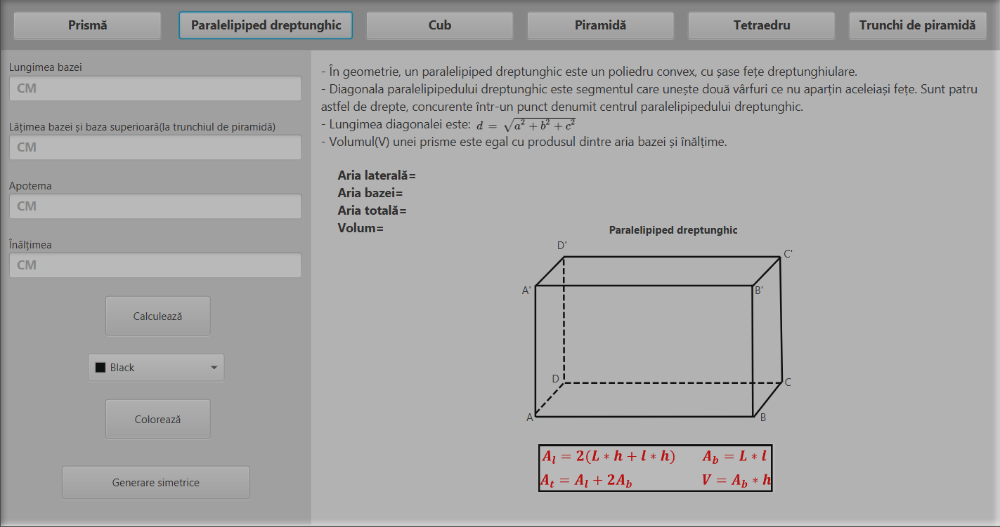 Prismă Paralelipiped dreptunghic Cub Piramidă Tetraedru Trunchi de piramidă
Lungimea bazei
CM
Lățimea bazei și baza superioară(la trunchiul de piramidă)
CM
Apotema
CM
Înălțimea
CM
Calculează
Black
Colorează
Generare simetrice
- În geometrie, un paralelipiped dreptunghic este un poliedru convex, cu șase fețe dreptunghiulare.
- Diagonala paralelipipedului dreptunghic este segmentul care unește două vârfuri ce nu aparțin aceleiași fețe. Sunt patru
astfel de drepte, concurente într-un punct denumit centrul paralelipipedului dreptunghic.
- Lungimea diagonalei este: d = √(a² + b² + c²)
- Volumul(V) unei prisme este egal cu produsul dintre aria bazei și înălțime.
Aria laterală=
Aria bazei=
Aria totală=
Volum=
Paralelipiped dreptunghic
D'
C'
A'
B'
D
C
A
B
A_l = 2(L * h + l * h) A_b = L * l
A_t = A_l + 2A_b V = A_b * h